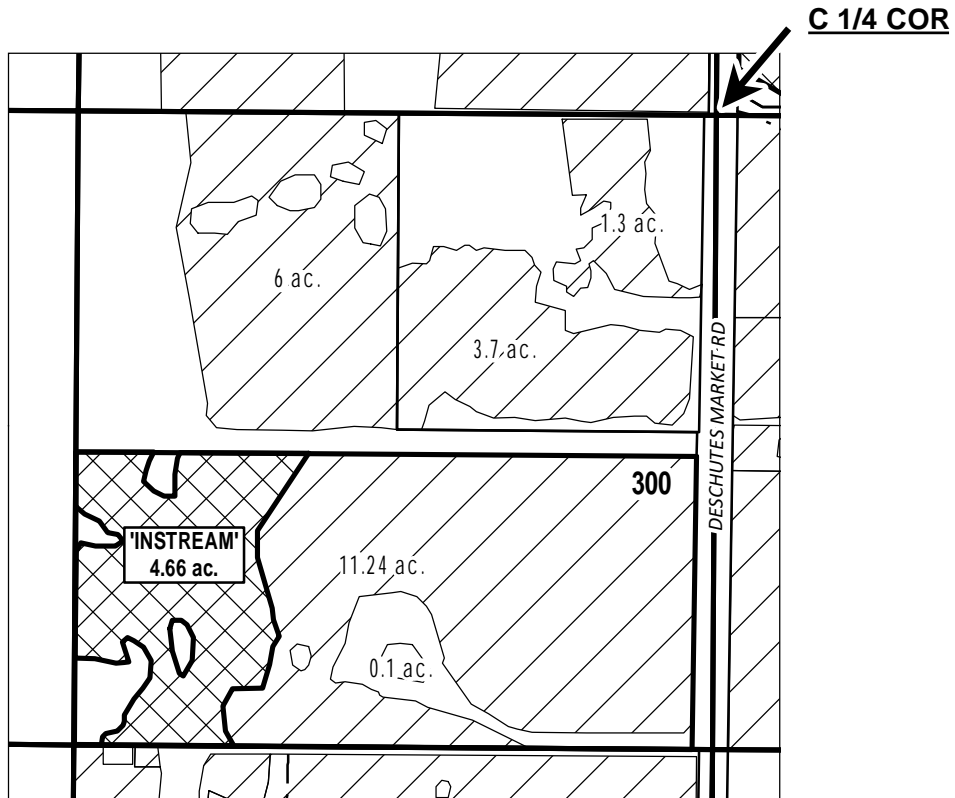 C 1/4 COR
1.3 ac.
6 ac.
3.7 ac.
DESCHUTES MARKET RD
300
'INSTREAM'
4.66 ac.
11.24 ac.
0.1 ac.